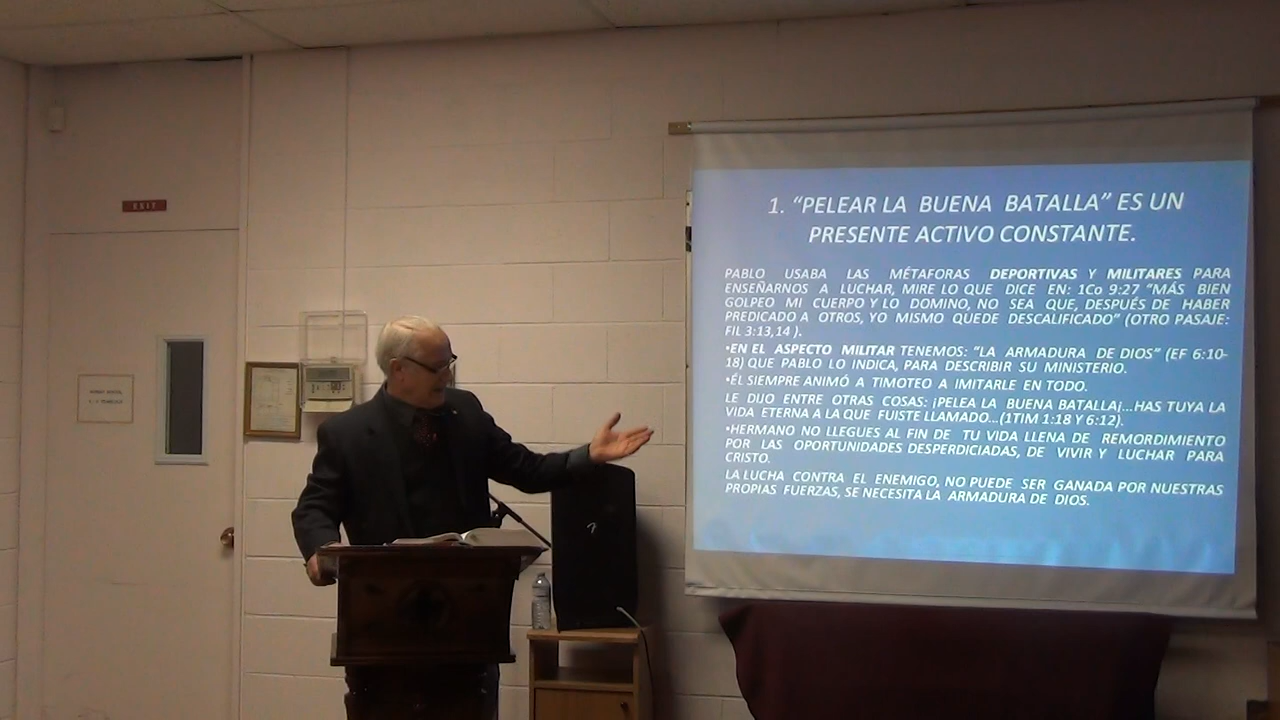 EXIT
1. “PELEAR LA BUENA BATALLA” ES UN
PRESENTE ACTIVO CONSTANTE.
PABLO USABA LAS MÉTAFORAS DEPORTIVAS Y MILITARES PARA
ENSEÑARNOS A LUCHAR, MIRE LO QUE DICE EN: 1Co 9:27 “MÁS BIEN
GOLPEO MI CUERPO Y LO DOMINO, NO SEA QUE, DESPUÉS DE HABER
PREDICADO A OTROS, YO MISMO QUEDE DESCALIFICADO” (OTRO PASAJE:
FIL 3:13,14 ).
•EN EL ASPECTO MILITAR TENEMOS: “LA ARMADURA DE DIOS” (EF 6:10-
18) QUE PABLO LO INDICA, PARA DESCRIBIR SU MINISTERIO.
•ÉL SIEMPRE ANIMÓ A TIMOTEO A IMITARLE EN TODO.
LE DIJO ENTRE OTRAS COSAS: ¡PELEA LA BUENA BATALLA¡...HAS TUYA LA
VIDA ETERNA A LA QUE FUISTE LLAMADO...(1TIM 1:18 Y 6:12).
•HERMANO NO LLEGUES AL FIN DE TU VIDA LLENA DE REMORDIMIENTO
POR LAS OPORTUNIDADES DESPERDICIADAS, DE VIVIR Y LUCHAR PARA
CRISTO.
LA LUCHA CONTRA EL ENEMIGO, NO PUEDE SER GANADA POR NUESTRAS
PROPIAS FUERZAS, SE NECESITA LA ARMADURA DE DIOS.